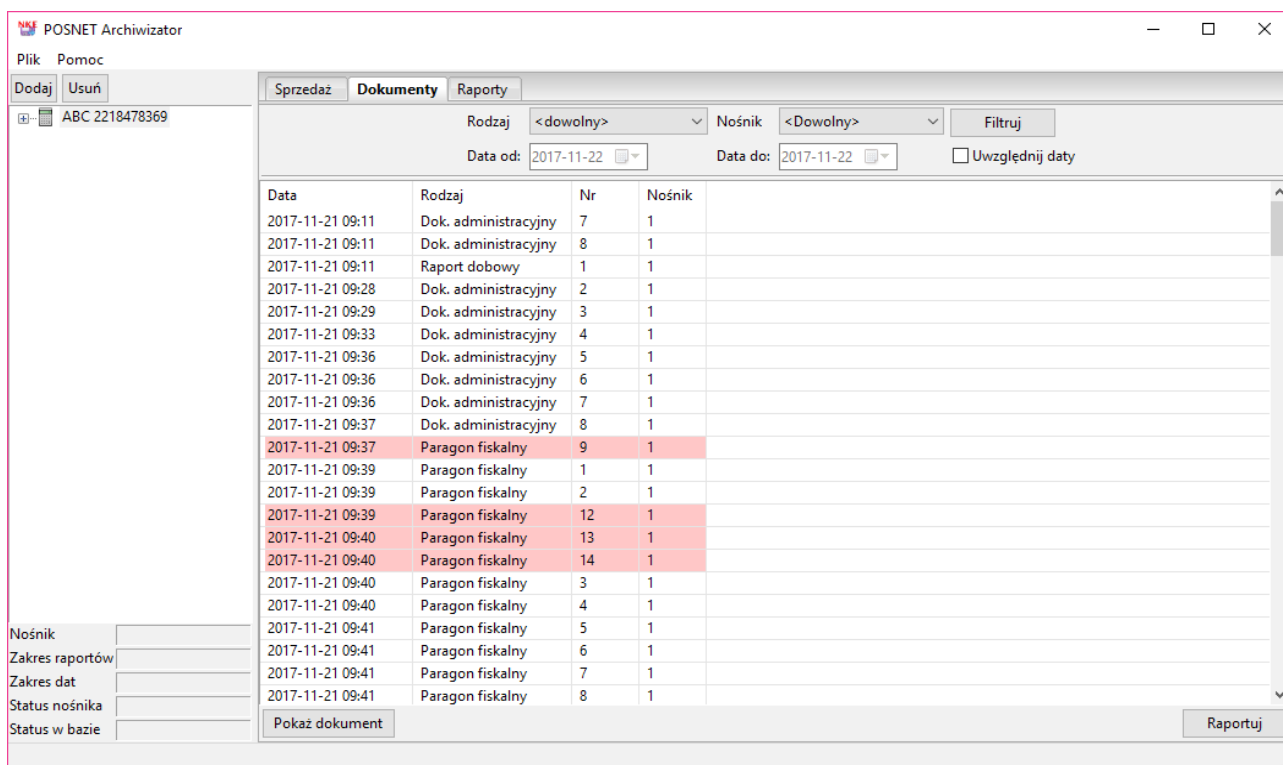 NKE POSNET Archiwizator
Plik Pomoc
Dodaj Usuń
ABC 2218478369
Sprzedaż Dokumenty Raporty
Rodzaj <dowolny> Nośnik <Dowolny> Filtruj
Data od: 2017-11-22 Data do: 2017-11-22 Uwzględnij daty
Data Rodzaj Nr Nośnik
2017-11-21 09:11 Dok. administracyjny 7 1
2017-11-21 09:11 Dok. administracyjny 8 1
2017-11-21 09:11 Raport dobowy 1 1
2017-11-21 09:28 Dok. administracyjny 2 1
2017-11-21 09:29 Dok. administracyjny 3 1
2017-11-21 09:33 Dok. administracyjny 4 1
2017-11-21 09:36 Dok. administracyjny 5 1
2017-11-21 09:36 Dok. administracyjny 6 1
2017-11-21 09:36 Dok. administracyjny 7 1
2017-11-21 09:37 Dok. administracyjny 8 1
2017-11-21 09:37 Paragon fiskalny 9 1
2017-11-21 09:39 Paragon fiskalny 1 1
2017-11-21 09:39 Paragon fiskalny 2 1
2017-11-21 09:39 Paragon fiskalny 12 1
2017-11-21 09:40 Paragon fiskalny 13 1
2017-11-21 09:40 Paragon fiskalny 14 1
2017-11-21 09:40 Paragon fiskalny 3 1
2017-11-21 09:40 Paragon fiskalny 4 1
2017-11-21 09:41 Paragon fiskalny 5 1
2017-11-21 09:41 Paragon fiskalny 6 1
2017-11-21 09:41 Paragon fiskalny 7 1
2017-11-21 09:41 Paragon fiskalny 8 1
Nośnik
Zakres raportów
Zakres dat
Status nośnika
Status w bazie
Pokaż dokument Raportuj